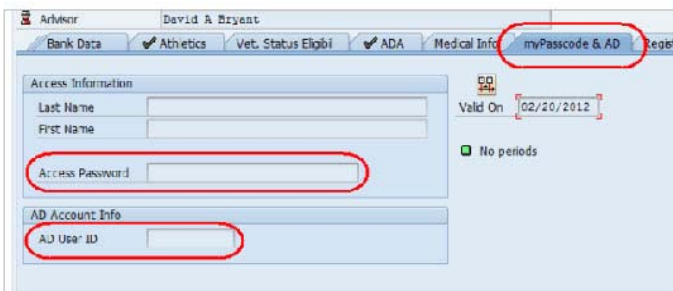 Advisor David A Bryant
Bank Data Athletics Vet. Status Eligibl ADA Medical Info myPasscode & AD Regist
Access Information
Last Name Valid On 02/20/2012
First Name
No periods
Access Password
AD Account Info
AD User ID